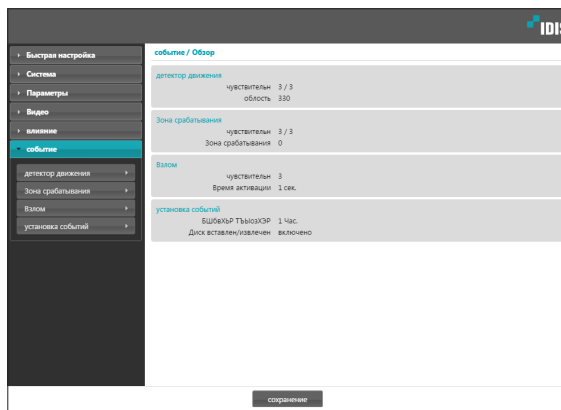 IDIS
Быстрая настройка
Система
Параметры
Видео
влияние
событие
детектор движения
Зона срабатывания
Взлом
установка событий
событие / Обзор
детектор движения
чувствительн 3 / 3
облость 330
Зона срабатывания
чувствительн 3 / 3
Зона срабатывания 0
Взлом
чувствительн 3
Время активации 1 сек.
установка событий
БШбвХЬР ТЪЫозХЭР 1 Час.
Диск вставлен/извлечен включено
сохранение